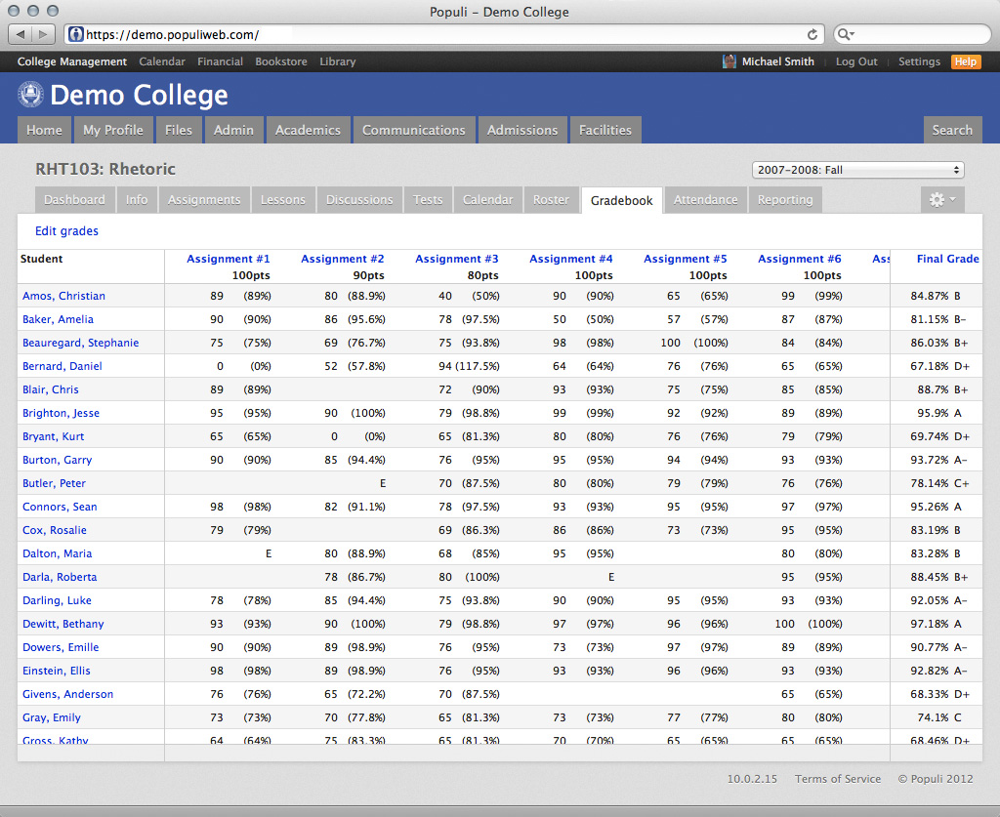 Populi – Demo College
https://demo.populiweb.com/
College Management Calendar Financial Bookstore Library Michael Smith Log Out Settings Help
Demo College
Home My Profile Files Admin Academics Communications Admissions Facilities Search
RHT103: Rhetoric 2007–2008: Fall
Dashboard Info Assignments Lessons Discussions Tests Calendar Roster Gradebook Attendance Reporting
Edit grades
Student Assignment #1 Assignment #2 Assignment #3 Assignment #4 Assignment #5 Assignment #6 Ass Final Grade
100pts 90pts 80pts 100pts 100pts 100pts
Amos, Christian 89 (89%) 80 (88.9%) 40 (50%) 90 (90%) 65 (65%) 99 (99%) 84.87% B
Baker, Amelia 90 (90%) 86 (95.6%) 78 (97.5%) 50 (50%) 57 (57%) 87 (87%) 81.15% B–
Beauregard, Stephanie 75 (75%) 69 (76.7%) 75 (93.8%) 98 (98%) 100 (100%) 84 (84%) 86.03% B+
Bernard, Daniel 0 (0%) 52 (57.8%) 94 (117.5%) 64 (64%) 76 (76%) 65 (65%) 67.18% D+
Blair, Chris 89 (89%) 72 (90%) 93 (93%) 75 (75%) 85 (85%) 88.7% B+
Brighton, Jesse 95 (95%) 90 (100%) 79 (98.8%) 99 (99%) 92 (92%) 89 (89%) 95.9% A
Bryant, Kurt 65 (65%) 0 (0%) 65 (81.3%) 80 (80%) 76 (76%) 79 (79%) 69.74% D+
Burton, Garry 90 (90%) 85 (94.4%) 76 (95%) 95 (95%) 94 (94%) 93 (93%) 93.72% A–
Butler, Peter E 70 (87.5%) 80 (80%) 79 (79%) 76 (76%) 78.14% C+
Connors, Sean 98 (98%) 82 (91.1%) 78 (97.5%) 93 (93%) 95 (95%) 97 (97%) 95.26% A
Cox, Rosalie 79 (79%) 69 (86.3%) 86 (86%) 73 (73%) 95 (95%) 83.19% B
Dalton, Maria E 80 (88.9%) 68 (85%) 95 (95%) 80 (80%) 83.28% B
Darla, Roberta 78 (86.7%) 80 (100%) E 95 (95%) 88.45% B+
Darling, Luke 78 (78%) 85 (94.4%) 75 (93.8%) 90 (90%) 95 (95%) 93 (93%) 92.05% A–
Dewitt, Bethany 93 (93%) 90 (100%) 79 (98.8%) 97 (97%) 96 (96%) 100 (100%) 97.18% A
Dowers, Emille 90 (90%) 89 (98.9%) 76 (95%) 73 (73%) 97 (97%) 89 (89%) 90.77% A–
Einstein, Ellis 98 (98%) 89 (98.9%) 76 (95%) 93 (93%) 96 (96%) 93 (93%) 92.82% A–
Givens, Anderson 76 (76%) 65 (72.2%) 70 (87.5%) 65 (65%) 68.33% D+
Gray, Emily 73 (73%) 70 (77.8%) 65 (81.3%) 73 (73%) 77 (77%) 80 (80%) 74.1% C
Gross, Kathy 64 (64%) 75 (83.3%) 65 (81.3%) 70 (70%) 65 (65%) 65 (65%) 68.46% D+
10.0.2.15 Terms of Service © Populi 2012